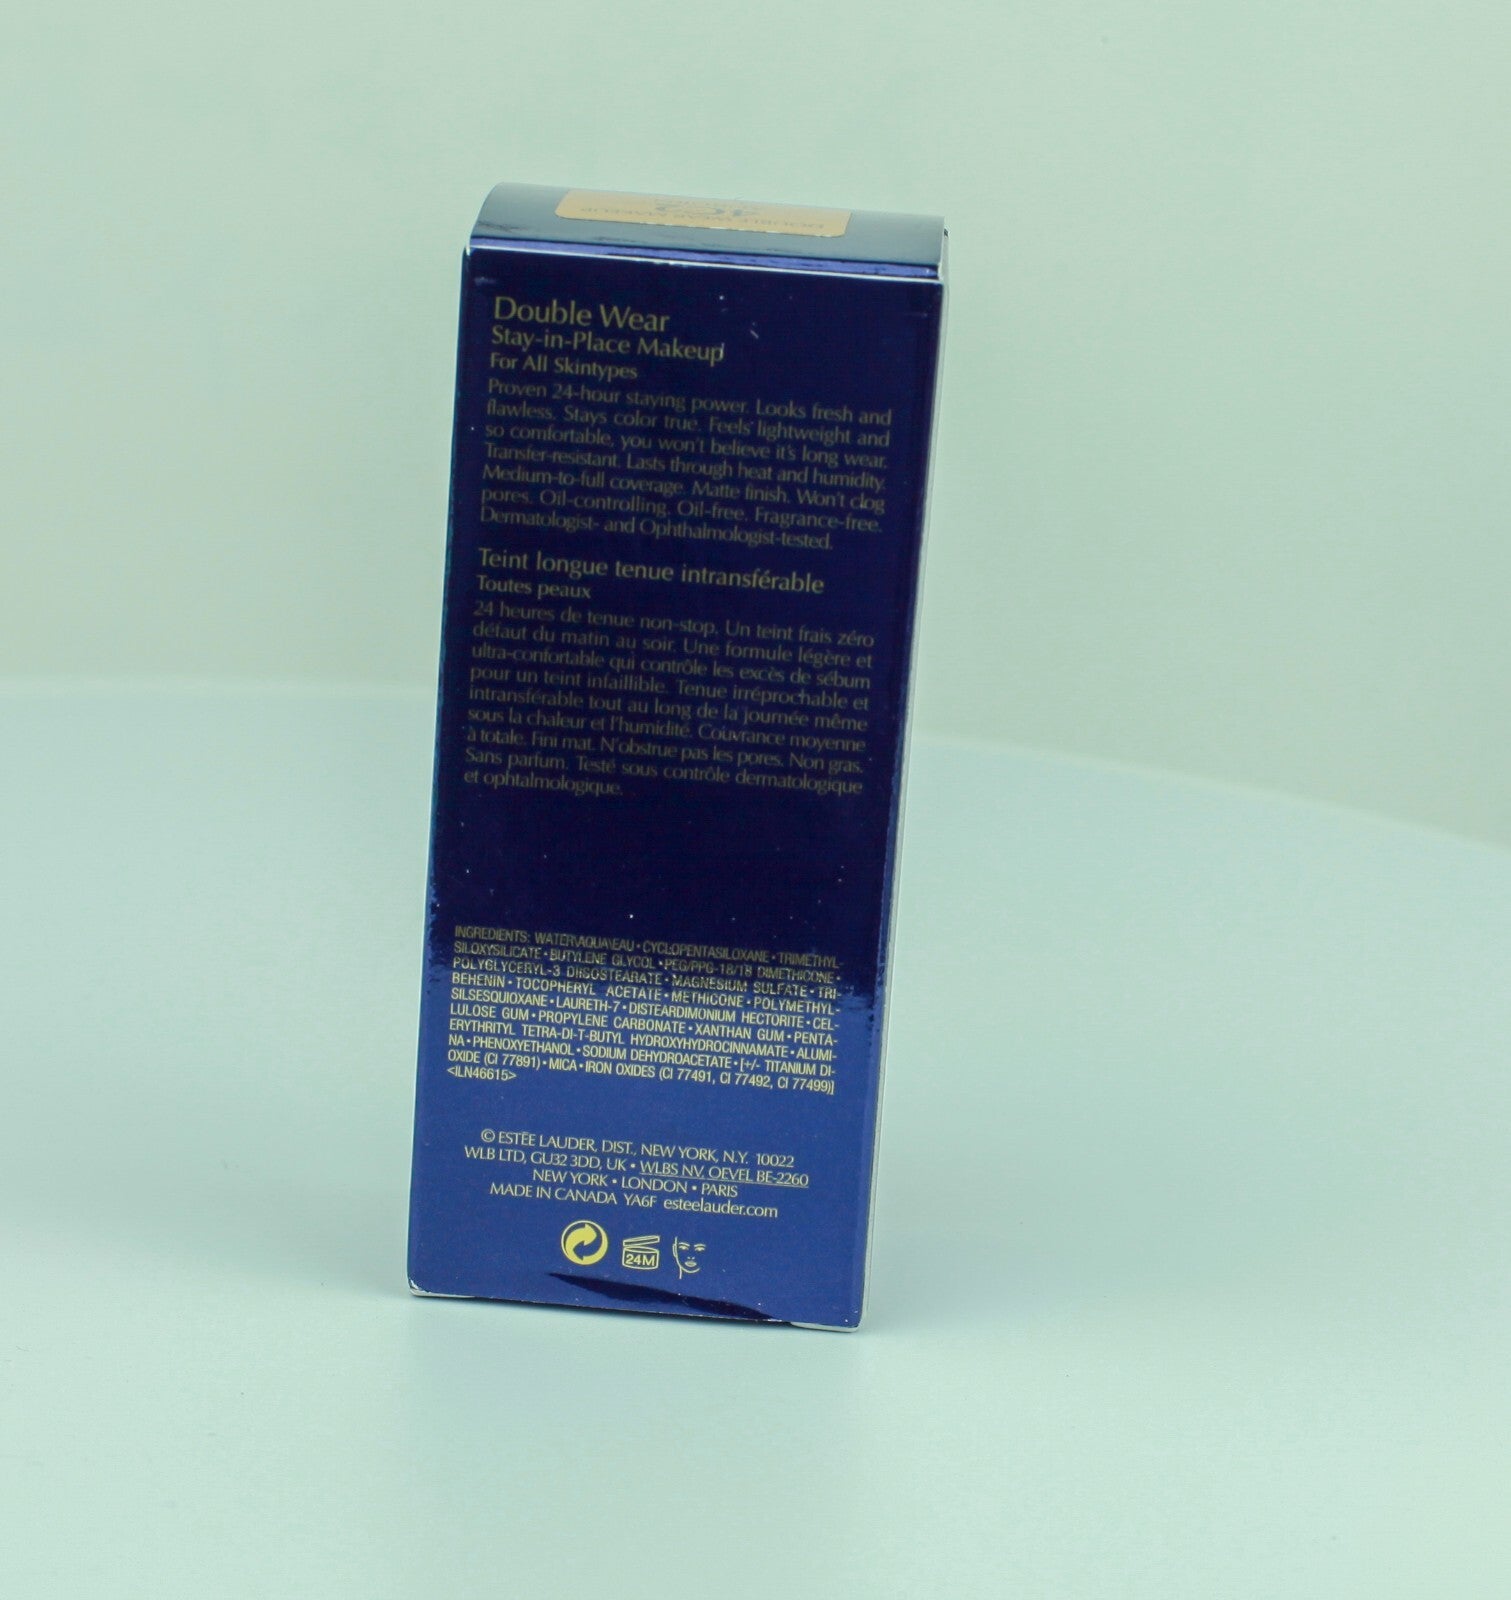 DOUBLE WEAR MAKEUP
4C2
Double Wear
Stay-in-Place Makeup
For All Skintypes
Proven 24-hour staying power. Looks fresh and
flawless. Stays color true. Feels lightweight and
so comfortable, you won't believe it's long wear.
Transfer-resistant. Lasts through heat and humidity.
Medium-to-full coverage. Matte finish. Won't clog
pores. Oil-controlling. Oil-free. Fragrance-free.
Dermatologist- and Ophthalmologist-tested.
Teint longue tenue intransférable
Toutes peaux
24 heures de tenue non-stop. Un teint frais zéro
défaut du matin au soir. Une formule légère et
ultra-confortable qui contrôle les excès de sébum
pour un teint infaillible. Tenue irréprochable et
intransférable tout au long de la journée même
sous la chaleur et l'humidité. Couvrance moyenne
à totale. Fini mat. N'obstrue pas les pores. Non gras.
Sans parfum. Testé sous contrôle dermatologique
et ophtalmologique.
INGREDIENTS: WATER\AQUA\EAU • CYCLOPENTASILOXANE • TRIMETHYL-
SILOXYSILICATE • BUTYLENE GLYCOL • PEG/PPG-18/18 DIMETHICONE •
POLYGLYCERYL-3 DIISOSTEARATE • MAGNESIUM SULFATE • TRI-
BEHENIN • TOCOPHERYL ACETATE • METHICONE • POLYMETHYL-
SILSESQUIOXANE • LAURETH-7 • DISTEARDIMONIUM HECTORITE • CEL-
LULOSE GUM • PROPYLENE CARBONATE • XANTHAN GUM • PENTA-
ERYTHRITYL TETRA-DI-T-BUTYL HYDROXYHYDROCINNAMATE • ALUMI-
NA • PHENOXYETHANOL • SODIUM DEHYDROACETATE • [+/- TITANIUM DI-
OXIDE (CI 77891) • MICA • IRON OXIDES (CI 77491, CI 77492, CI 77499)]
<ILN46615>
© ESTÉE LAUDER, DIST., NEW YORK, N.Y. 10022
WLB LTD, GU32 3DD, UK • WLBS NV, OEVEL BE-2260
NEW YORK • LONDON • PARIS
MADE IN CANADA YA6F esteelauder.com
24M